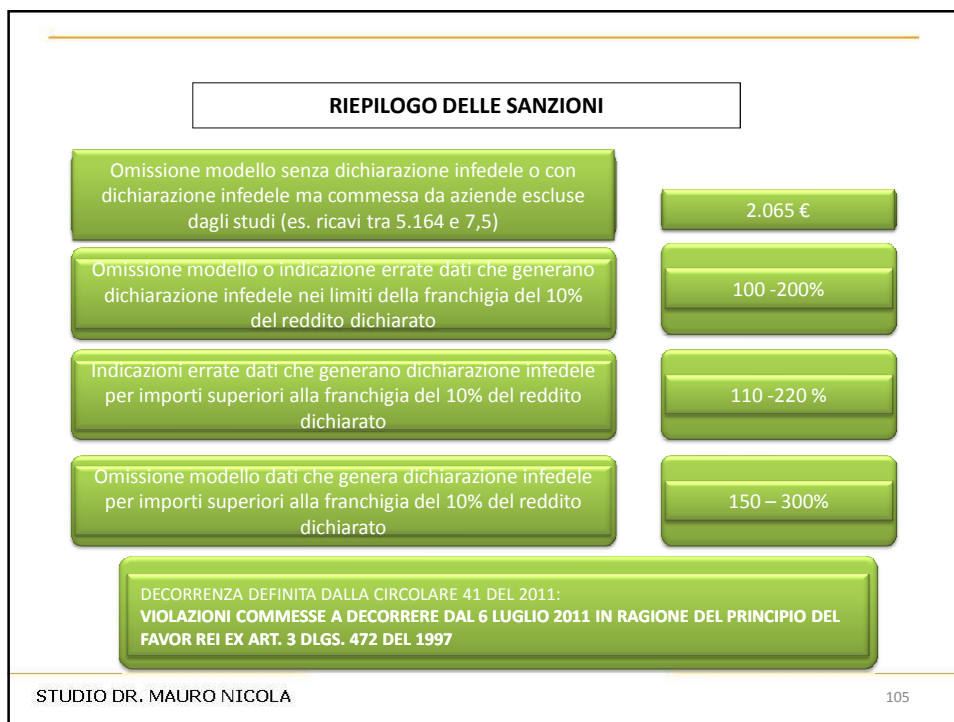 RIEPILOGO DELLE SANZIONI
Omissione modello senza dichiarazione infedele o con
dichiarazione infedele ma commessa da aziende escluse
dagli studi (es. ricavi tra 5.164 e 7,5)
2.065 €
Omissione modello o indicazione errate dati che generano
dichiarazione infedele nei limiti della franchigia del 10%
del reddito dichiarato
100 -200%
Indicazioni errate dati che generano dichiarazione infedele
per importi superiori alla franchigia del 10% del reddito
dichiarato
110 -220 %
Omissione modello dati che genera dichiarazione infedele
per importi superiori alla franchigia del 10% del reddito
dichiarato
150 – 300%
DECORRENZA DEFINITA DALLA CIRCOLARE 41 DEL 2011:
VIOLAZIONI COMMESSE A DECORRERE DAL 6 LUGLIO 2011 IN RAGIONE DEL PRINCIPIO DEL
FAVOR REI EX ART. 3 DLGS. 472 DEL 1997
STUDIO DR. MAURO NICOLA
105